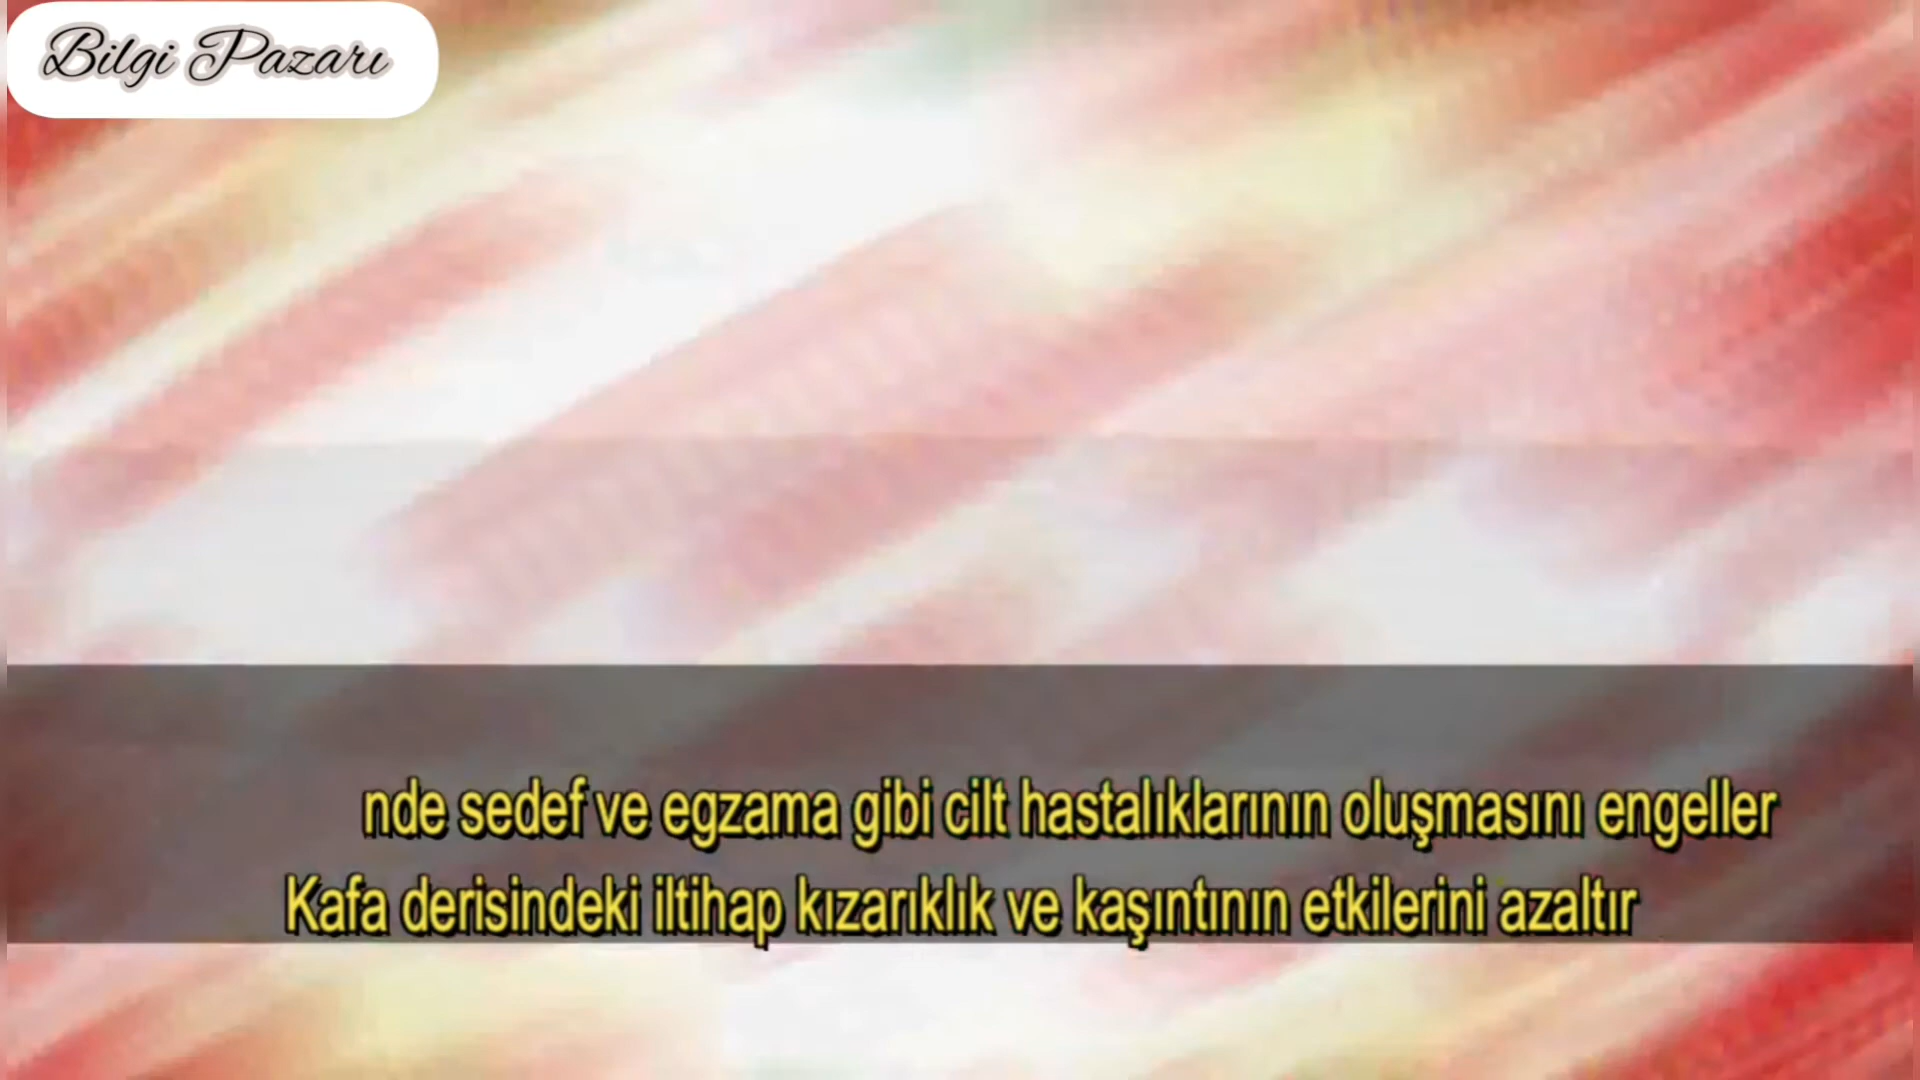 Bilgi Pazarı
nde sedef ve egzama gibi cilt hastalıklarının oluşmasını engeller
Kafa derisindeki iltihap kızarıklık ve kaşıntının etkilerini azaltır